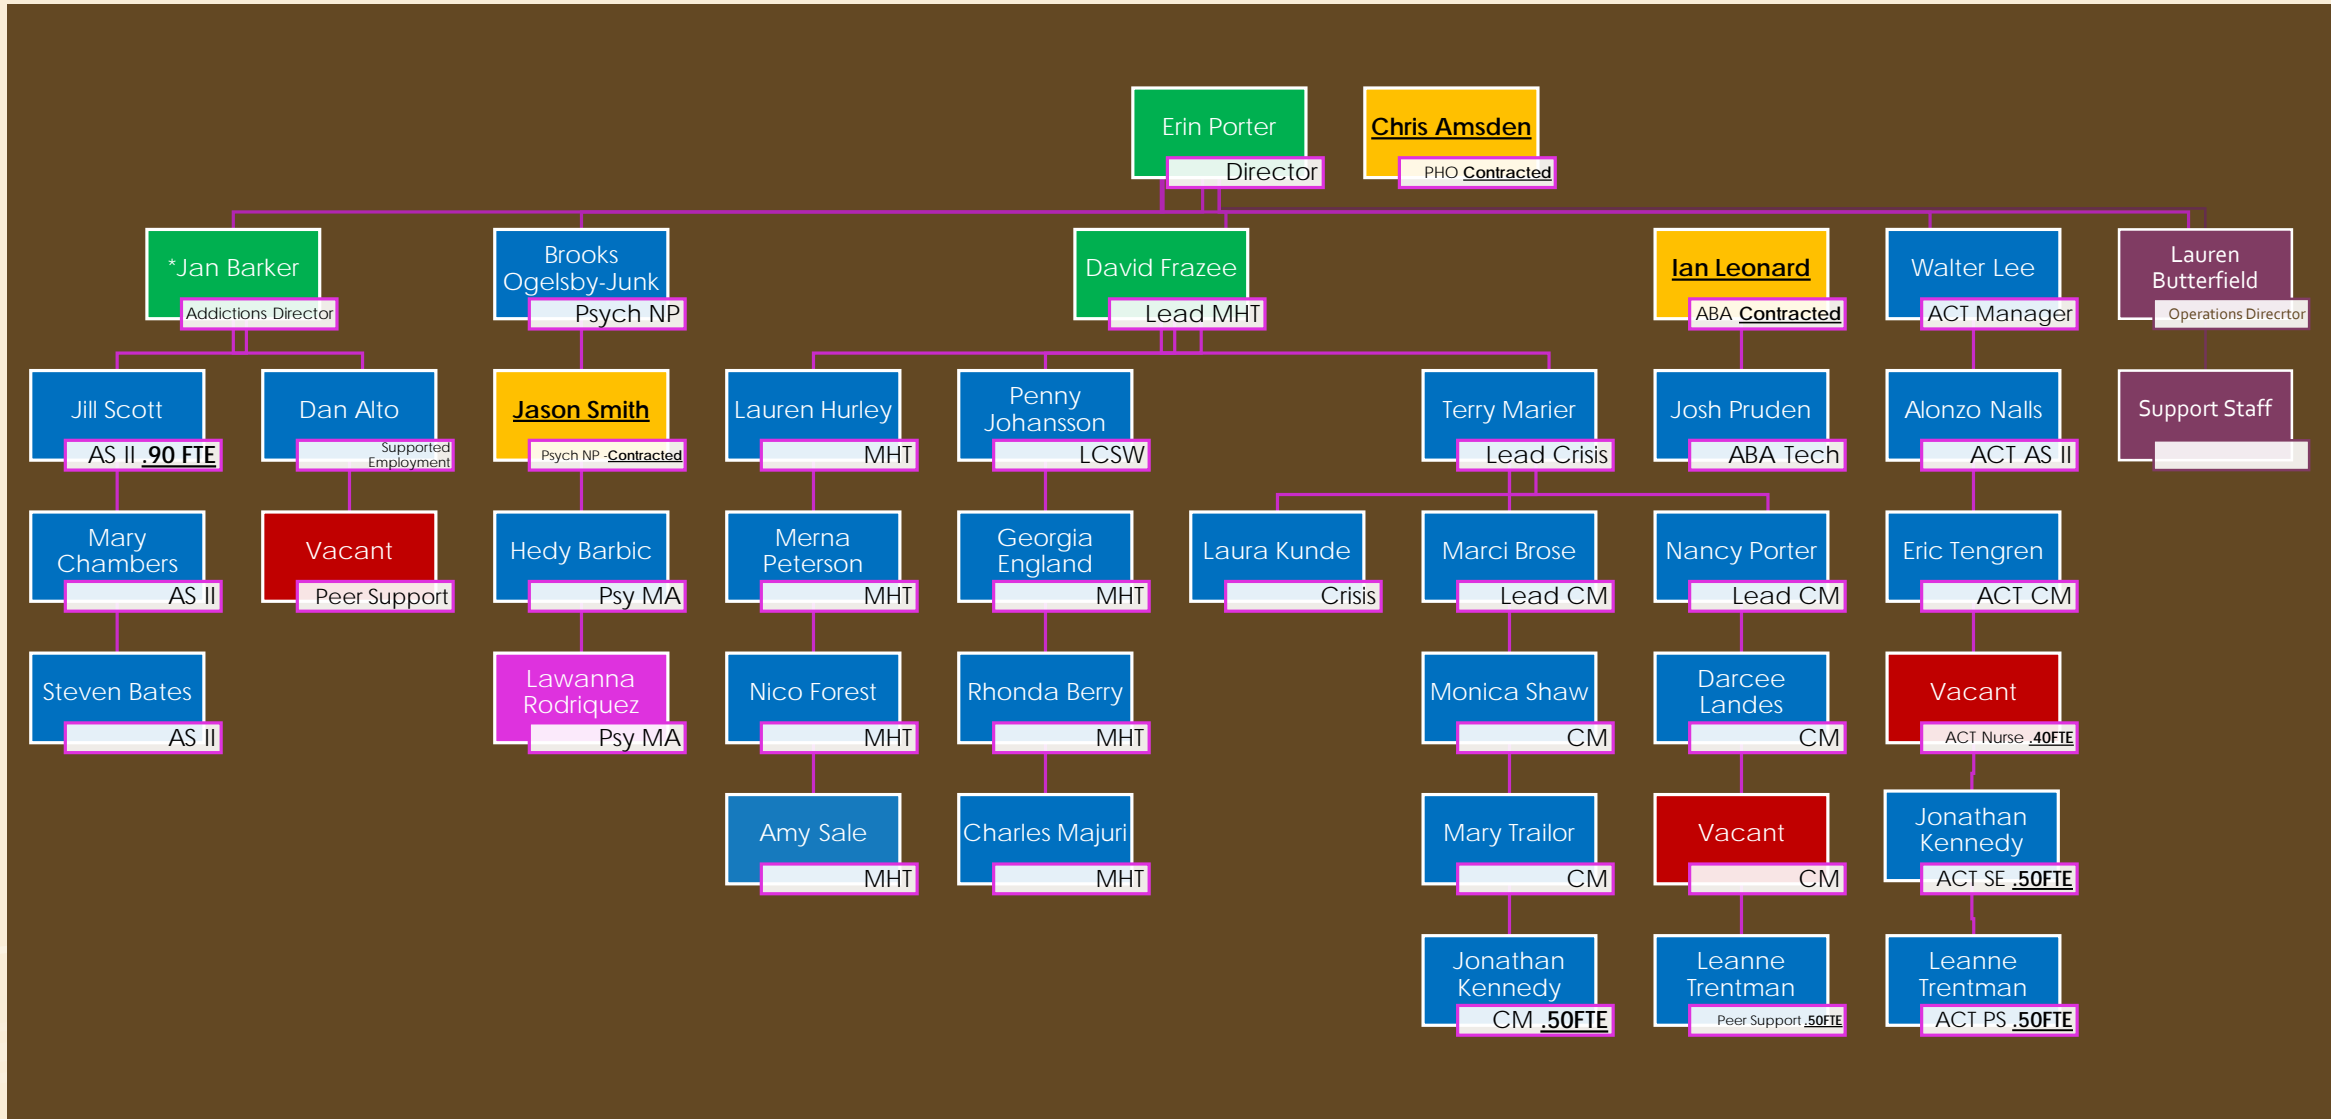 Erin Porter
Director
Chris Amsden
PHO Contracted
*Jan Barker
Addictions Director
Brooks
Ogelsby-Junk
Psych NP
David Frazee
Lead MHT
Ian Leonard
ABA Contracted
Walter Lee
ACT Manager
Lauren
Butterfield
Operations Direcrtor
Jill Scott
AS II .90 FTE
Dan Alto
Supported
Employment
Jason Smith
Psych NP -Contracted
Lauren Hurley
MHT
Penny
Johansson
LCSW
Terry Marier
Lead Crisis
Josh Pruden
ABA Tech
Alonzo Nalls
ACT AS II
Support Staff
Mary
Chambers
AS II
Vacant
Peer Support
Hedy Barbic
Psy MA
Merna
Peterson
MHT
Georgia
England
MHT
Laura Kunde
Crisis
Marci Brose
Lead CM
Nancy Porter
Lead CM
Eric Tengren
ACT CM
Steven Bates
AS II
Lawanna
Rodriquez
Psy MA
Nico Forest
MHT
Rhonda Berry
MHT
Monica Shaw
CM
Darcee
Landes
CM
Vacant
ACT Nurse .40FTE
Amy Sale
MHT
Charles Majuri
MHT
Mary Trailor
CM
Vacant
CM
Jonathan
Kennedy
ACT SE .50FTE
Jonathan
Kennedy
CM .50FTE
Leanne
Trentman
Peer Support .50FTE
Leanne
Trentman
ACT PS .50FTE